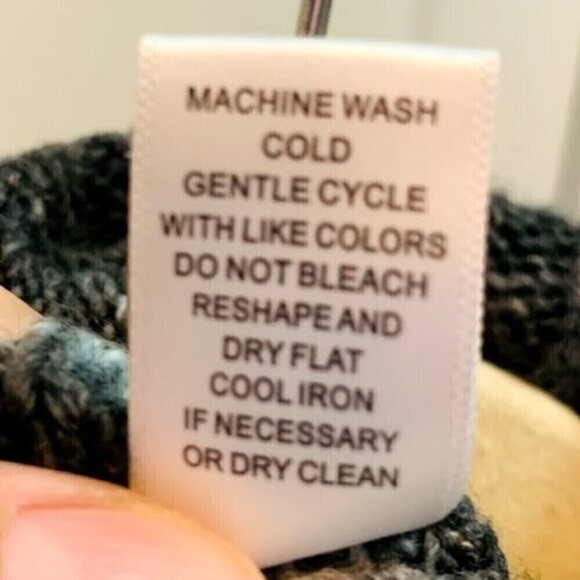 MACHINE WASH
COLD
GENTLE CYCLE
WITH LIKE COLORS
DO NOT BLEACH
RESHAPE AND
DRY FLAT
COOL IRON
IF NECESSARY
OR DRY CLEAN